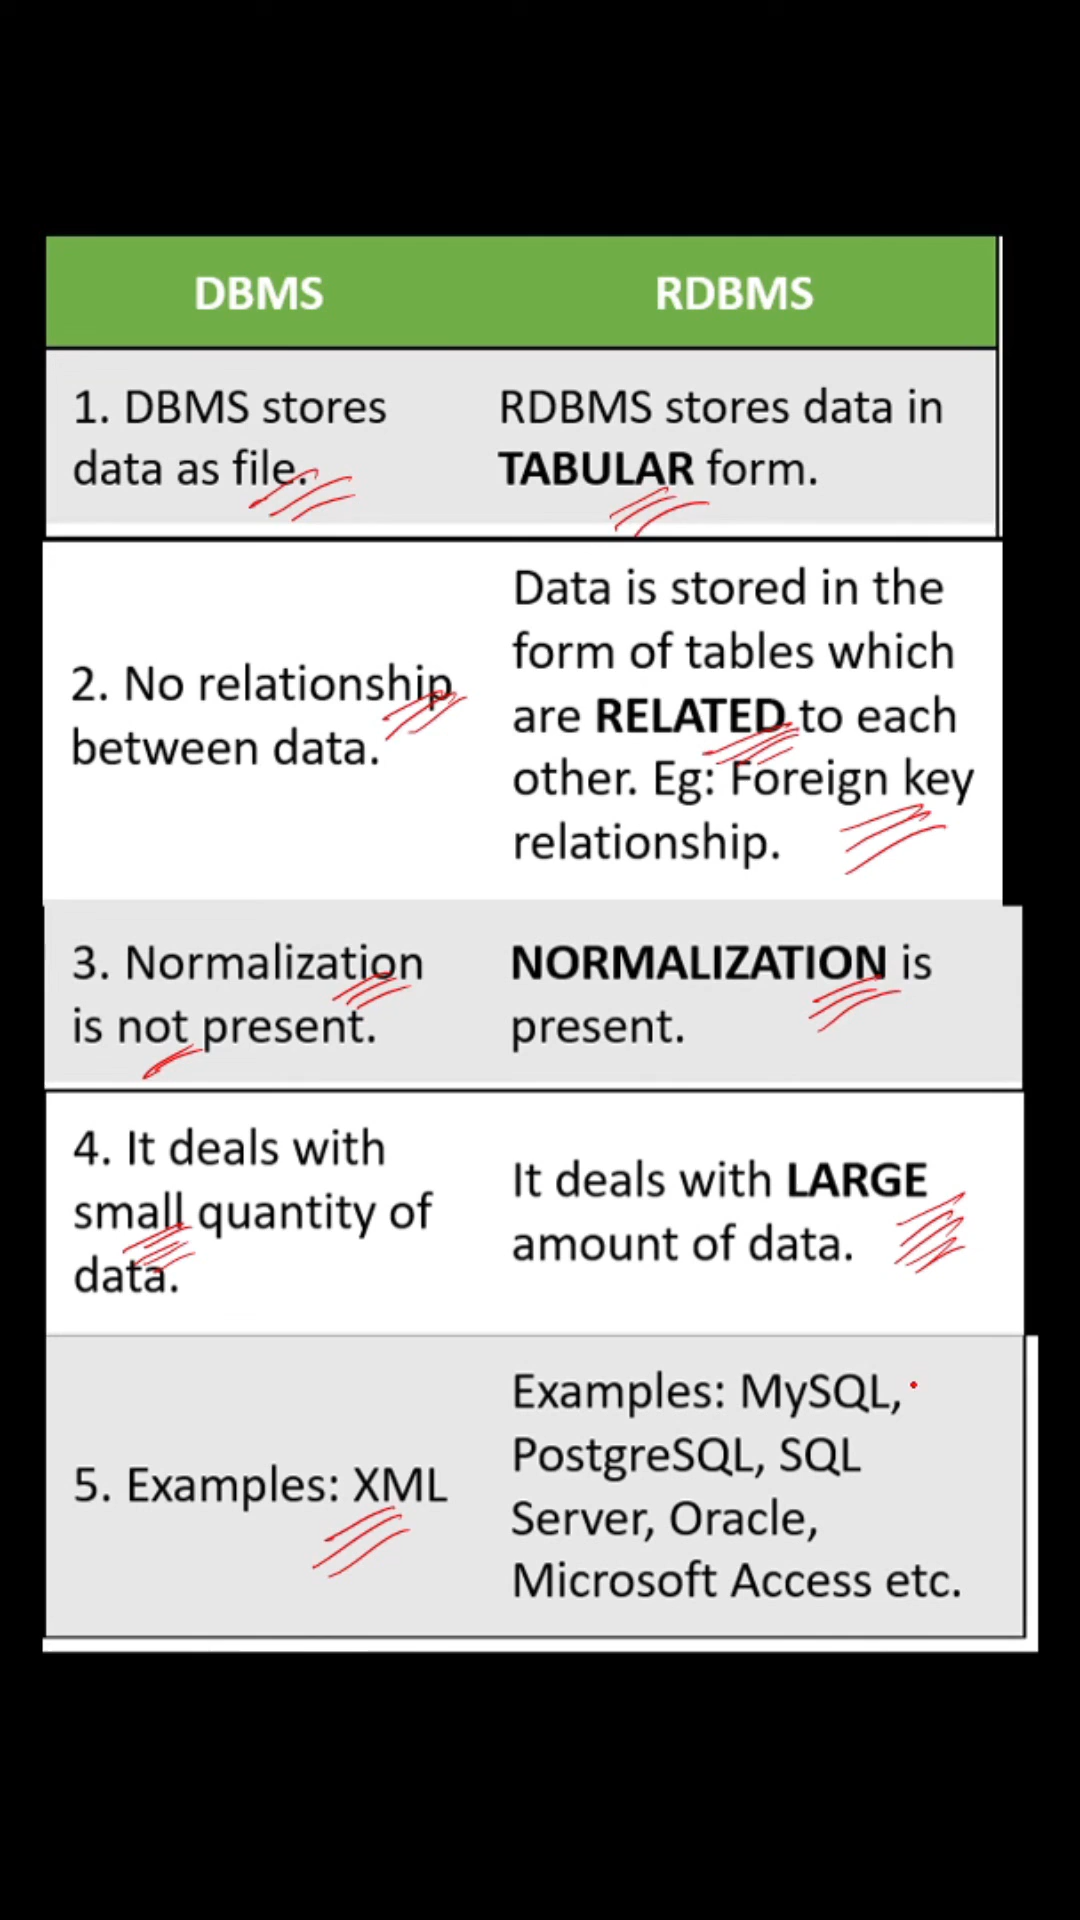 DBMS
RDBMS
1. DBMS stores
data as file.
RDBMS stores data in
TABULAR form.
2. No relationship
between data.
Data is stored in the
form of tables which
are RELATED to each
other. Eg: Foreign key
relationship.
3. Normalization
is not present.
NORMALIZATION is
present.
4. It deals with
small quantity of
data.
It deals with LARGE
amount of data.
5. Examples: XML
Examples: MySQL,
PostgreSQL, SQL
Server, Oracle,
Microsoft Access etc.